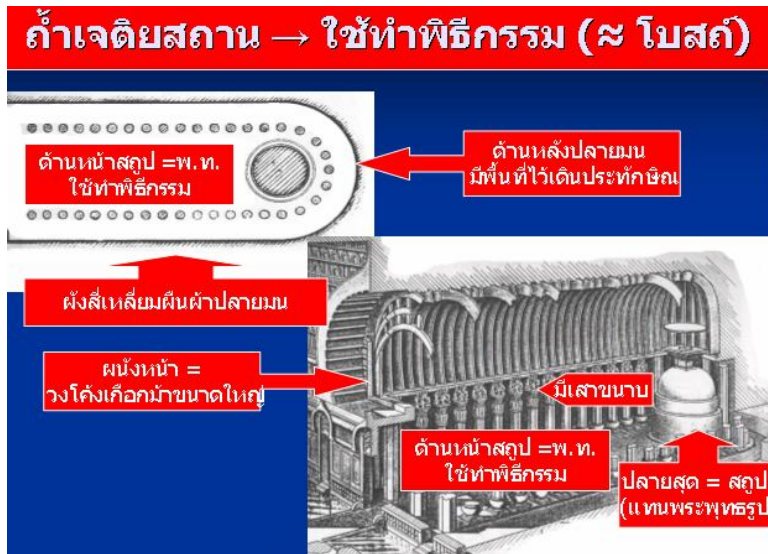 ถ้ำเจติยสถาน → ใช้ทำพิธีกรรม (≈ โบสถ์)
ด้านหน้าสถูป =พ.ท.
ใช้ทำพิธีกรรม
ด้านหลังปลายมน
มีพื้นที่ไว้เดินประทักษิณ
ผังสี่เหลี่ยมผืนผ้าปลายมน
ผนังหน้า =
วงโค้งเกือกม้าขนาดใหญ่
มีเสาขนาบ
ด้านหน้าสถูป =พ.ท.
ใช้ทำพิธีกรรม
ปลายสุด = สถูป
(แทนพระพุทธรูป